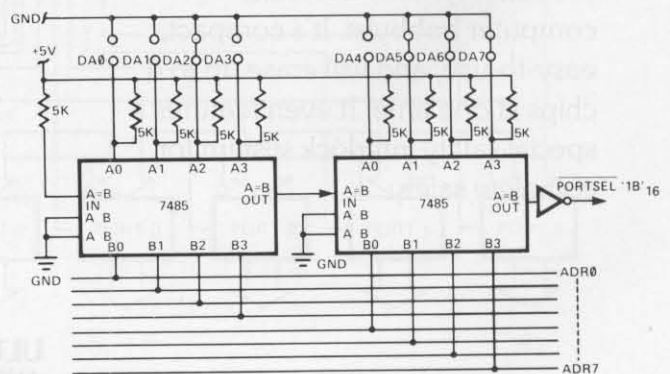 GND
+5V
DA0 DA1 DA2 DA3
DA4 DA5 DA6 DA7
5K
5K 5K 5K 5K
5K 5K 5K 5K
A0 A1 A2 A3
A=B
IN
A B
A B
7485
A=B
OUT
B0 B1 B2 B3
GND
A0 A1 A2 A3
A=B
IN
A B
A B
7485
A=B
OUT
B0 B1 B2 B3
GND
PORTSEL '1B'16
ADR0
ADR7